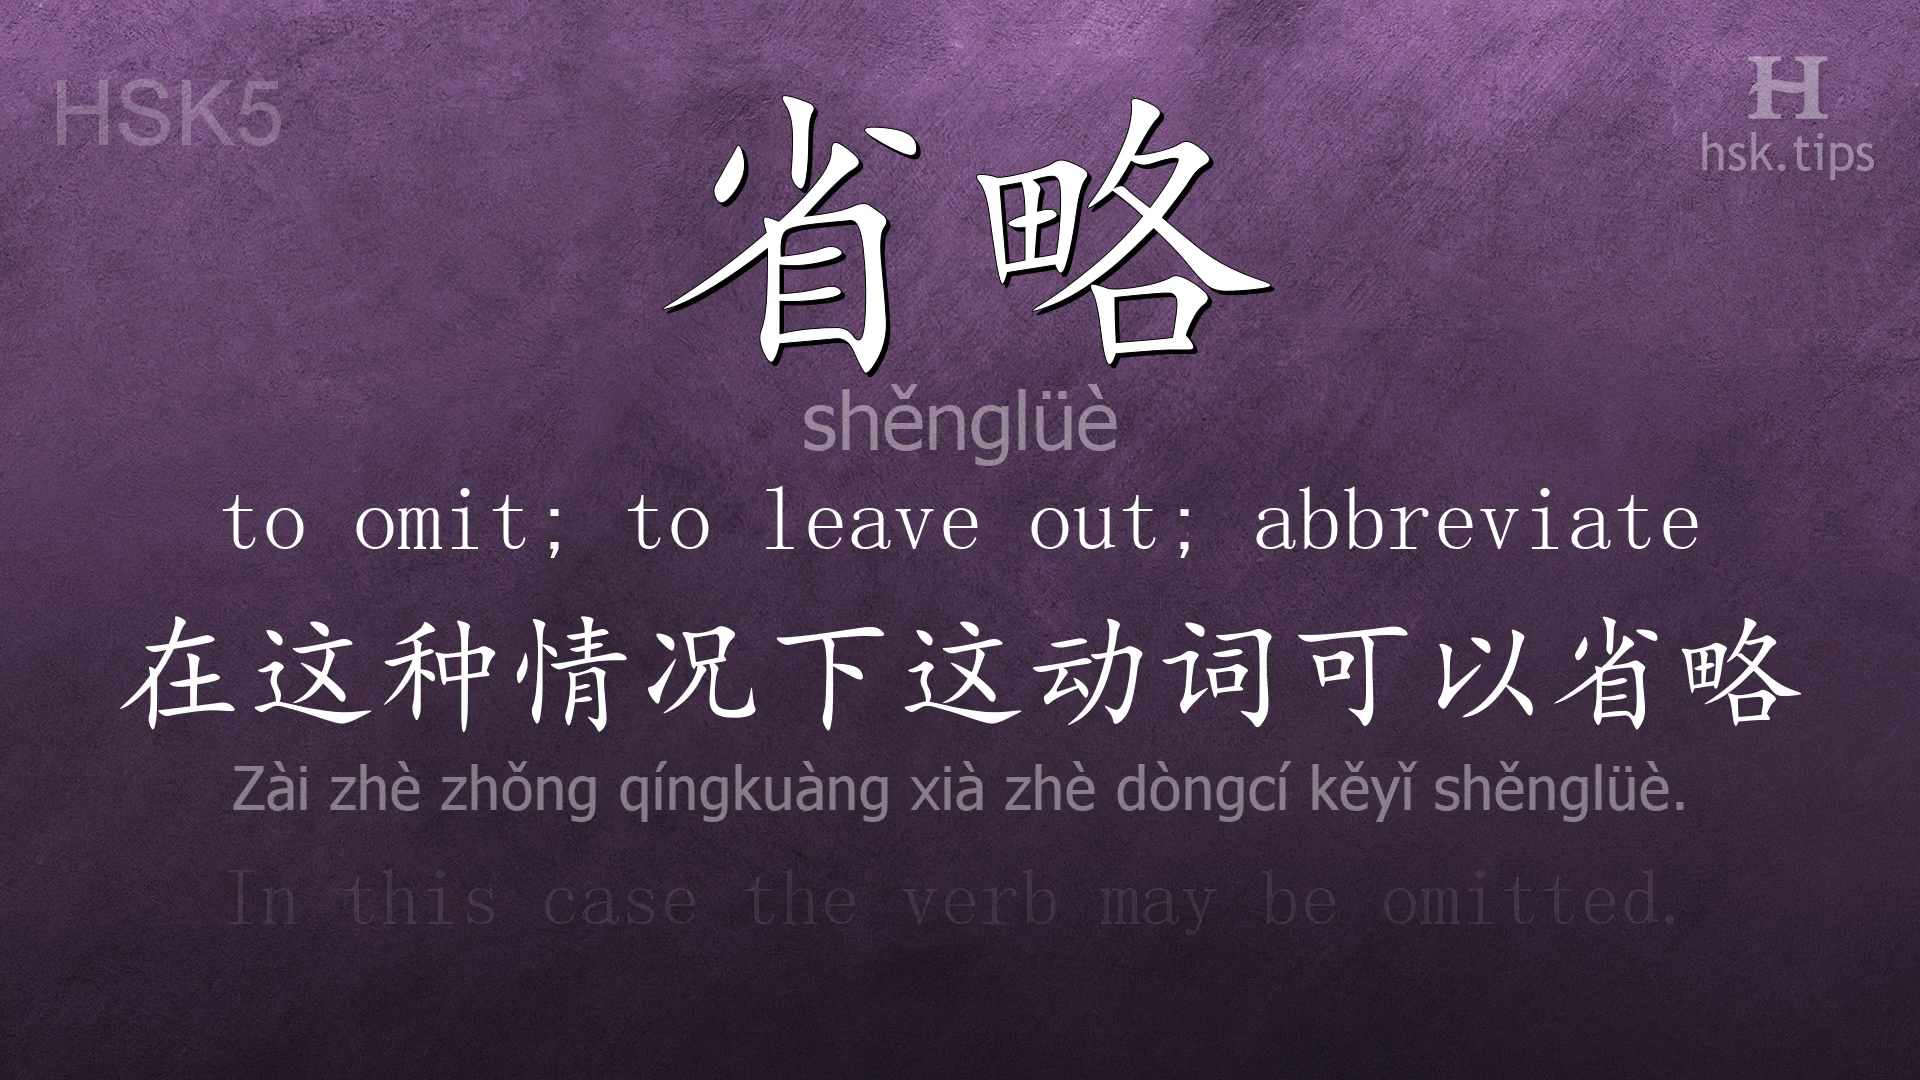 HSK5
H
hsk.tips
省略
shěnglüè
to omit; to leave out; abbreviate
在这种情况下这动词可以省略
Zài zhè zhǒng qíngkuàng xià zhè dòngcí kěyǐ shěnglüè.
In this case the verb may be omitted.